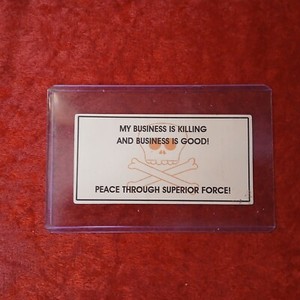 MY BUSINESS IS KILLING
AND BUSINESS IS GOOD!
PEACE THROUGH SUPERIOR FORCE!